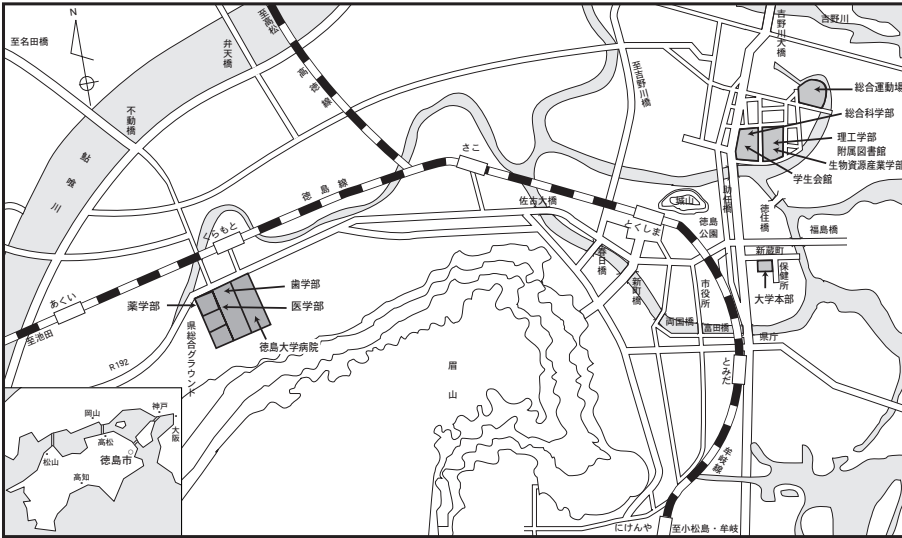 N
至名田橋
弁天橋
至高松
高徳線
不動橋
鮎喰川
至吉野川橋
吉野川大橋
吉野川
総合運動場
総合科学部
理工学部
附属図書館
生物資源産業学部
学生会館
助任橋
徳住橋
福島橋
さこ
徳島線
佐古大橋
城山
とくしま
徳島公園
くらもと
春日橋
新町橋
新蔵町
保健所
大学本部
市役所
両国橋
富田橋
県庁
とみだ
あくい
至池田
薬学部
歯学部
医学部
徳島大学病院
県総合グラウンド
R192
眉山
牟岐線
にけんや
至小松島・牟岐
岡山
神戸
大阪
高松
徳島市
松山
高知